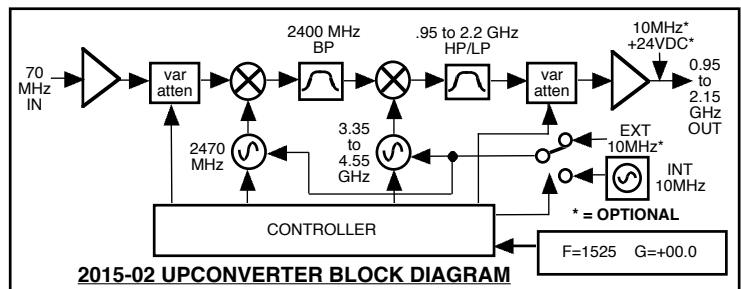 70
MHz
IN
var
atten
2400 MHz
BP
.95 to 2.2 GHz
HP/LP
var
atten
10MHz*
+24VDC*
0.95
to
2.15
GHz
OUT
2470
MHz
3.35
to
4.55
GHz
EXT
10MHz*
INT
10MHz
* = OPTIONAL
CONTROLLER
F=1525 G=+00.0
2015-02 UPCONVERTER BLOCK DIAGRAM